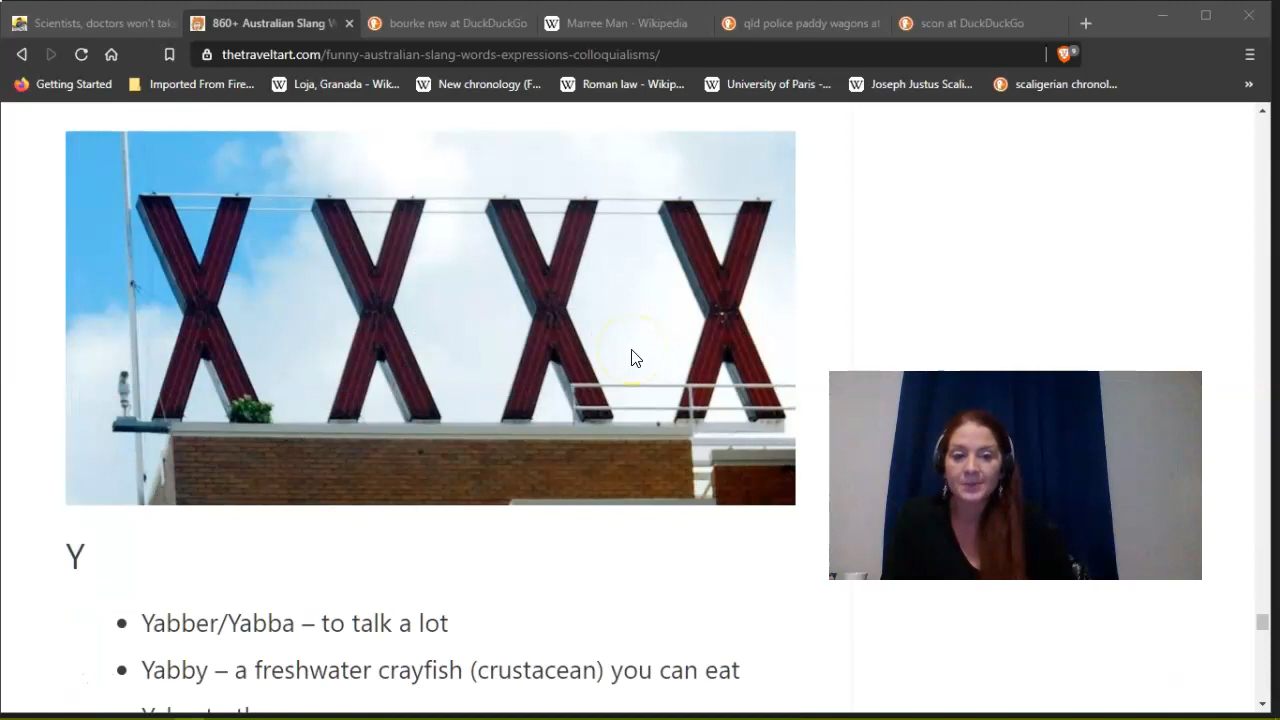 Scientists, doctors won't tak
860+ Australian Slang W
bourke nsw at DuckDuckGo
Marree Man - Wikipedia
qld police paddy wagons at
scon at DuckDuckGo
thetraveltart.com/funny-australian-slang-words-expressions-colloquialisms/
9
Getting Started
Imported From Fire...
Loja, Granada - Wik...
New chronology (F...
Roman law - Wikip...
University of Paris -...
Joseph Justus Scali...
scaligerian chronol...
XXXX
Y
• Yabber/Yabba – to talk a lot
• Yabby – a freshwater crayfish (crustacean) you can eat